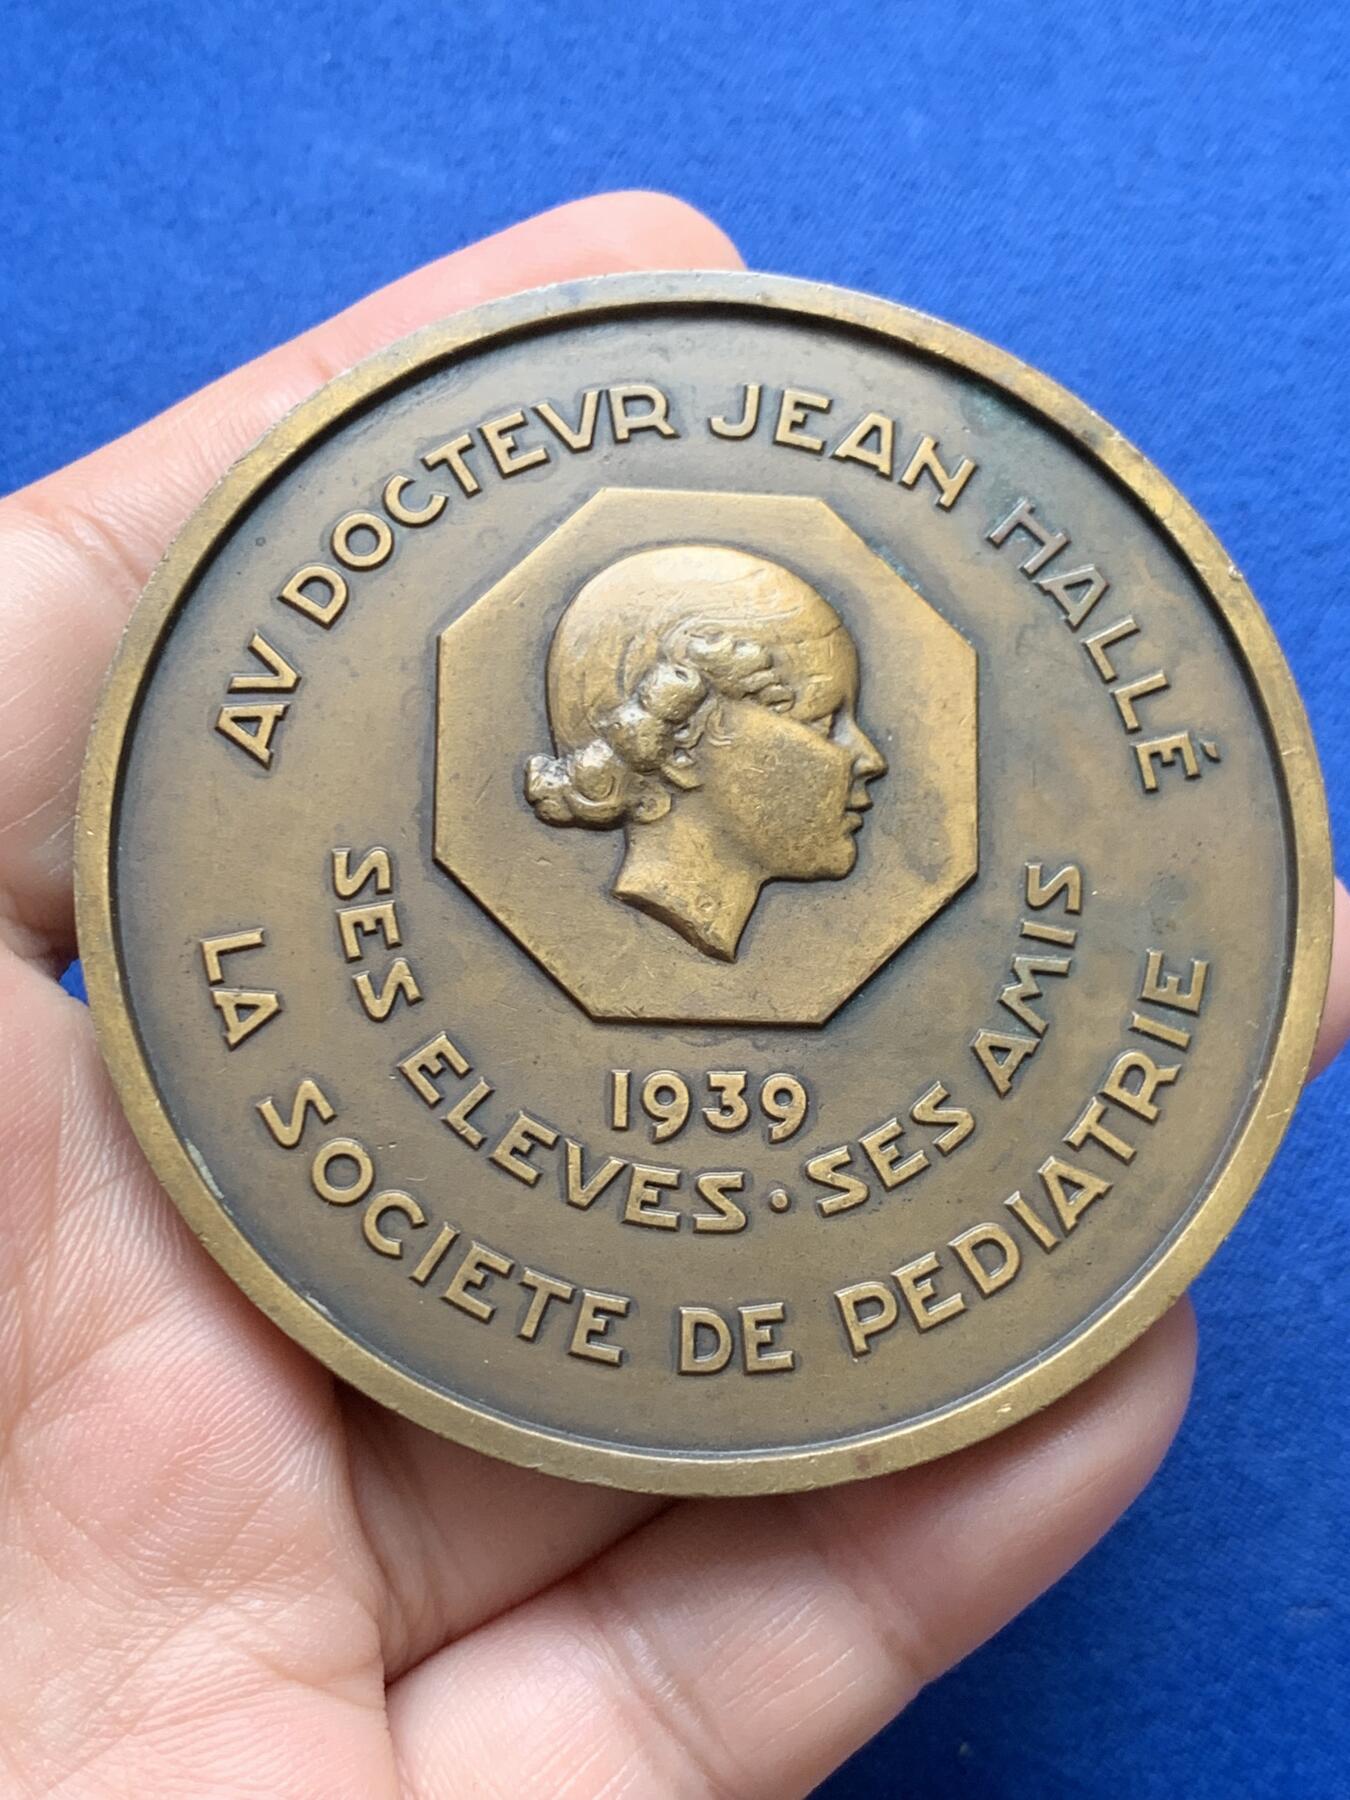 AV DOCTEVR JEAN HALLÉ
1939
SES ELEVES • SES AMIS
LA SOCIETE DE PEDIATRIE